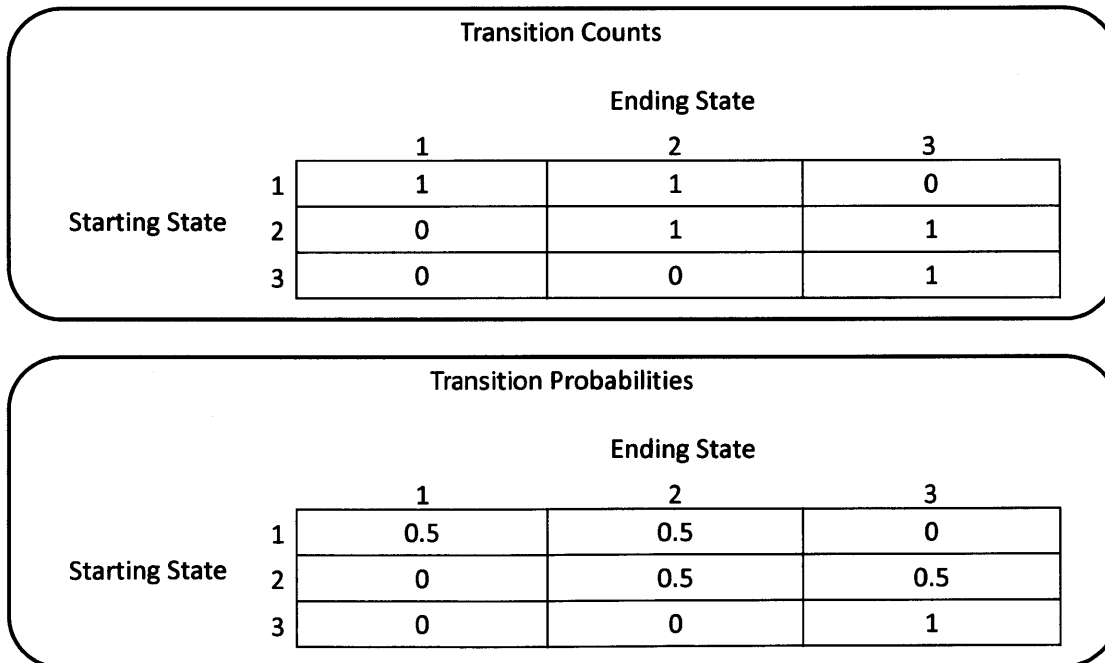 Transition Counts
Ending State
1 2 3
1 1 1 0
Starting State 2 0 1 1
3 0 0 1
Transition Probabilities
Ending State
1 2 3
1 0.5 0.5 0
Starting State 2 0 0.5 0.5
3 0 0 1